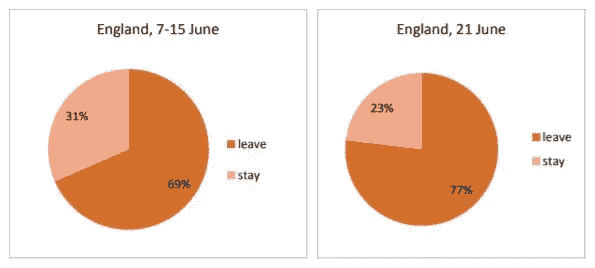 England, 7-15 June
31%
69%
leave
stay
England, 21 June
23%
77%
leave
stay